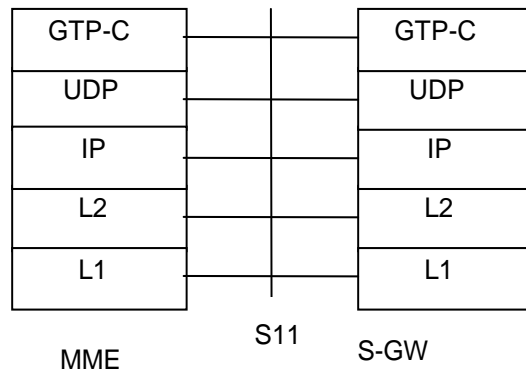 GTP-C GTP-C
UDP UDP
IP IP
L2 L2
L1 L1
S11
MME S-GW